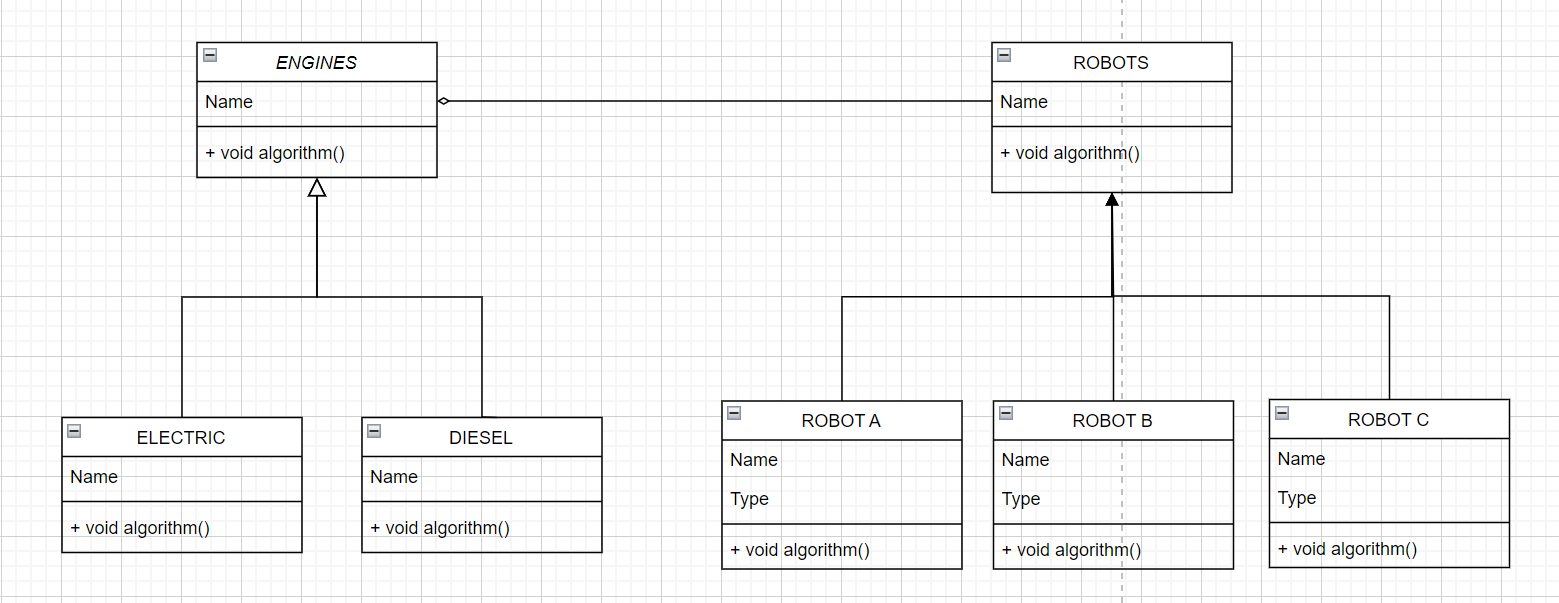 ENGINES
Name
+ void algorithm()
ROBOTS
Name
+ void algorithm()
ELECTRIC
Name
+ void algorithm()
DIESEL
Name
+ void algorithm()
ROBOT A
Name
Type
+ void algorithm()
ROBOT B
Name
Type
+ void algorithm()
ROBOT C
Name
Type
+ void algorithm()